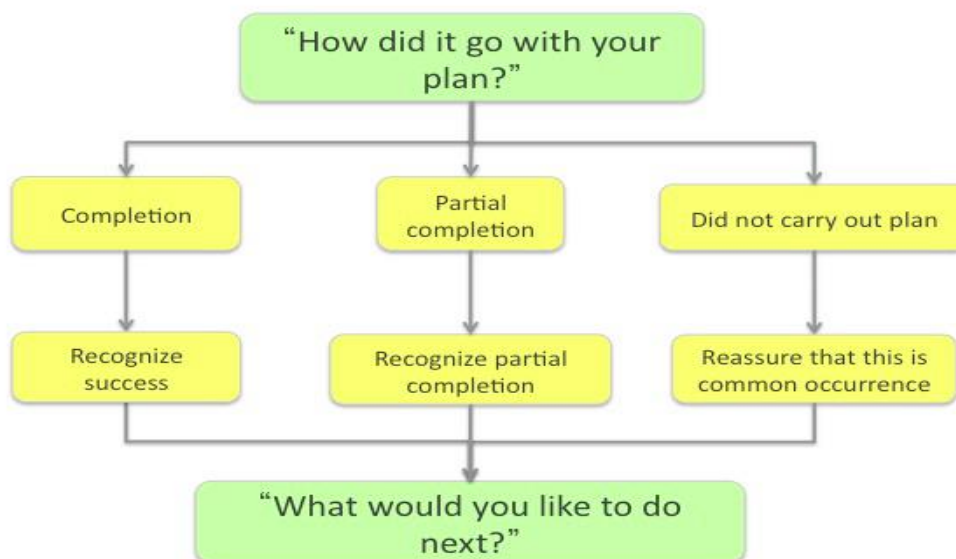 “How did it go with your
plan?”
Completion
Partial
completion
Did not carry out plan
Recognize
success
Recognize partial
completion
Reassure that this is
common occurrence
“What would you like to do
next?”